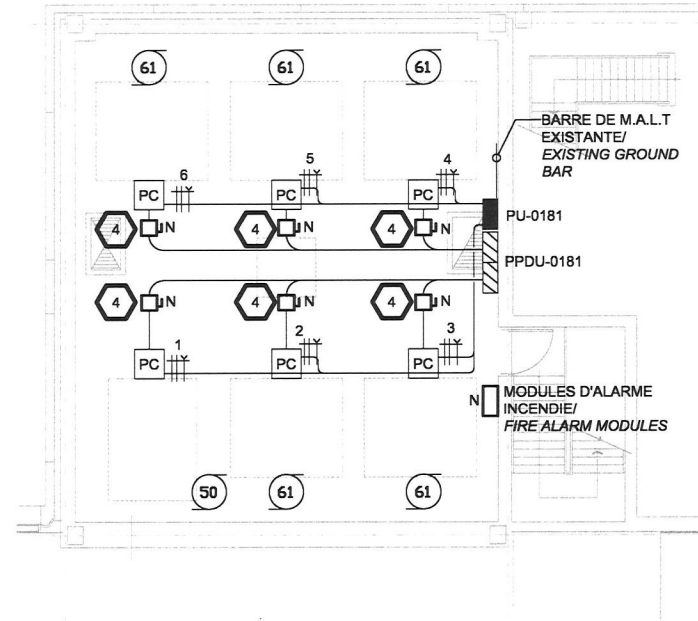 61 61 61
BARRE DE M.A.L.T
EXISTANTE/
EXISTING GROUND
BAR
6 5 4
PC PC PC
PU-0181
4 N 4 N 4 N
PPDU-0181
4 N 4 N 4 N
1 2 3
PC PC PC
N MODULES D'ALARME
INCENDIE/
FIRE ALARM MODULES
50 61 61